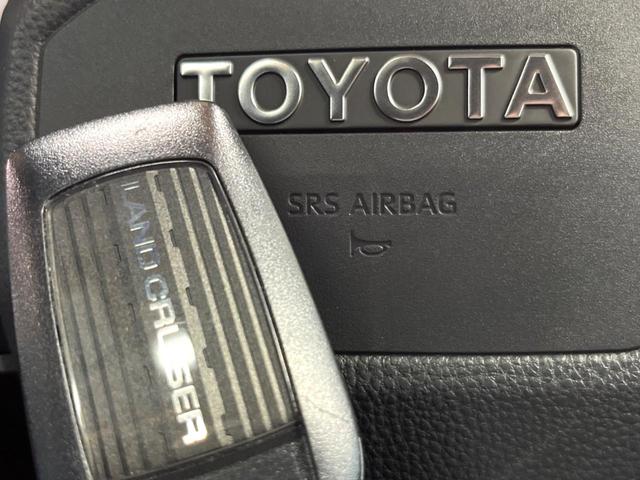 TOYOTA
SRS AIRBAG
LAND CRUISER